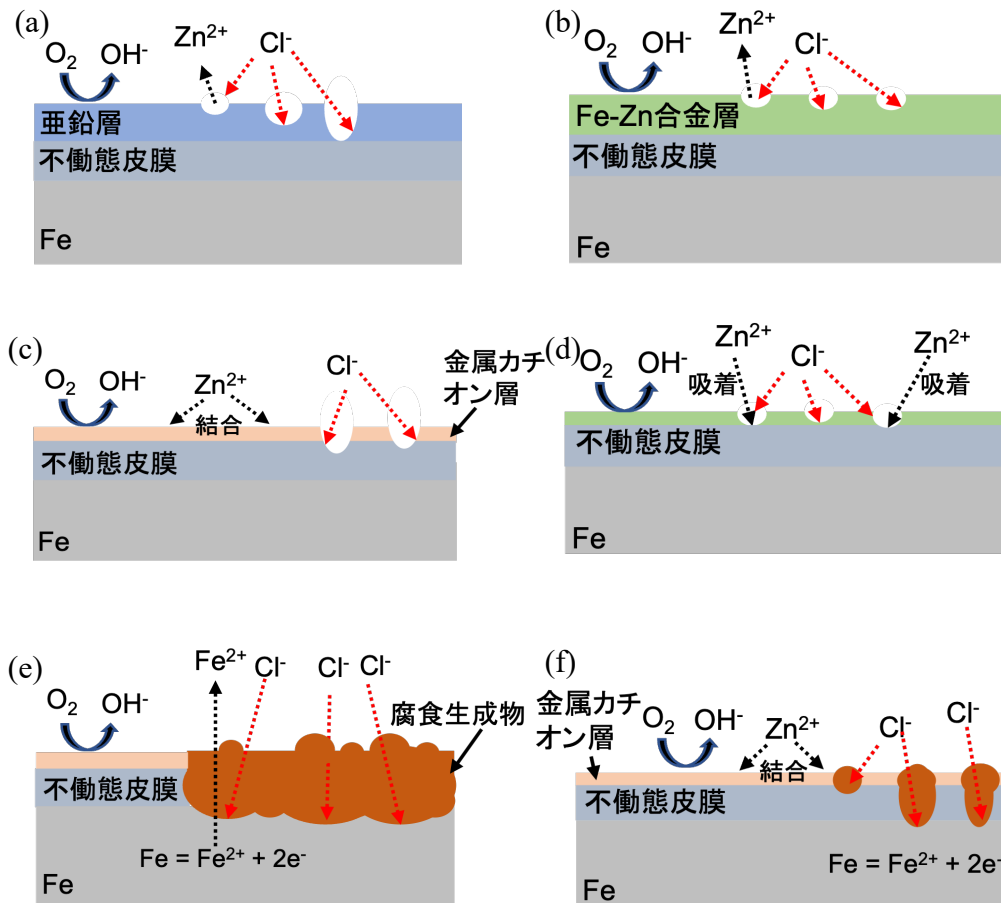 (a)
O₂ OH⁻ Zn²⁺ Cl⁻
亜鉛層
不働態皮膜
Fe
(b)
O₂ OH⁻ Zn²⁺ Cl⁻
Fe-Zn合金層
不働態皮膜
Fe
(c)
O₂ OH⁻ Zn²⁺ Cl⁻
結合
金属カチ
オン層
不働態皮膜
Fe
(d)
O₂ OH⁻ Zn²⁺ Cl⁻ Zn²⁺
吸着 吸着
不働態皮膜
Fe
(e)
O₂ OH⁻ Fe²⁺ Cl⁻ Cl⁻ Cl⁻
腐食生成物
不働態皮膜
Fe = Fe²⁺ + 2e⁻
Fe
(f)
金属カチ
オン層
O₂ OH⁻ Zn²⁺ Cl⁻ Cl⁻
結合
不働態皮膜
Fe = Fe²⁺ + 2e⁻
Fe